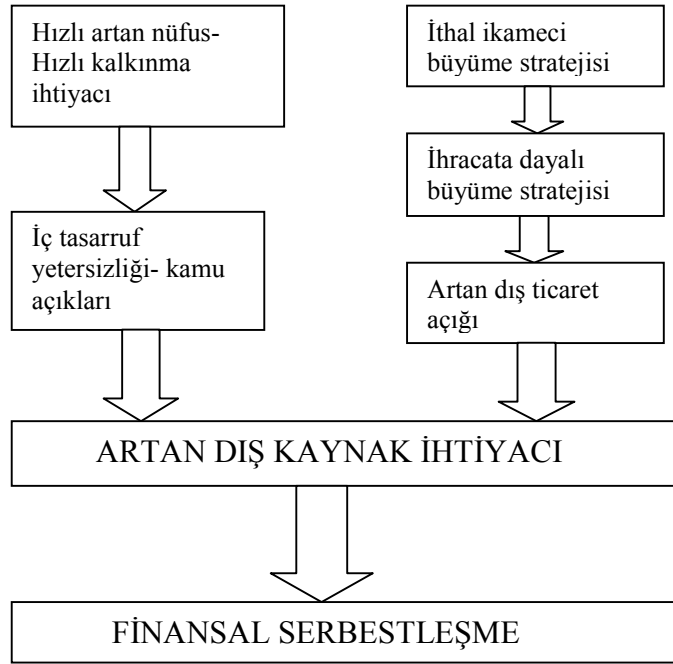 Hızlı artan nüfus-
Hızlı kalkınma
ihtiyacı
İç tasarruf
yetersizliği- kamu
açıkları
İthal ikameci
büyüme stratejisi
İhracata dayalı
büyüme stratejisi
Artan dış ticaret
açığı
ARTAN DIŞ KAYNAK İHTİYACI
FİNANSAL SERBESTLEŞME